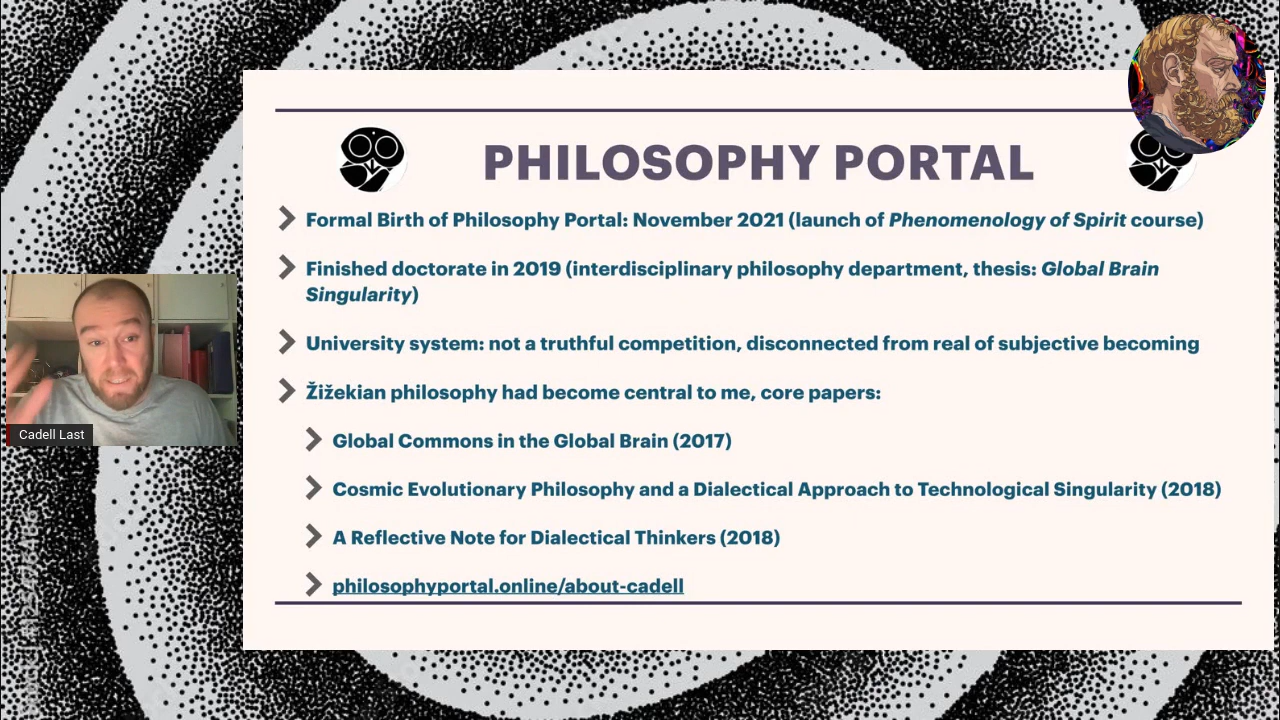 PHILOSOPHY PORTAL
Formal Birth of Philosophy Portal: November 2021 (launch of Phenomenology of Spirit course)
Finished doctorate in 2019 (interdisciplinary philosophy department, thesis: Global Brain
Singularity)
University system: not a truthful competition, disconnected from real of subjective becoming
Žižekian philosophy had become central to me, core papers:
Global Commons in the Global Brain (2017)
Cosmic Evolutionary Philosophy and a Dialectical Approach to Technological Singularity (2018)
A Reflective Note for Dialectical Thinkers (2018)
philosophyportal.online/about-cadell
Cadell Last